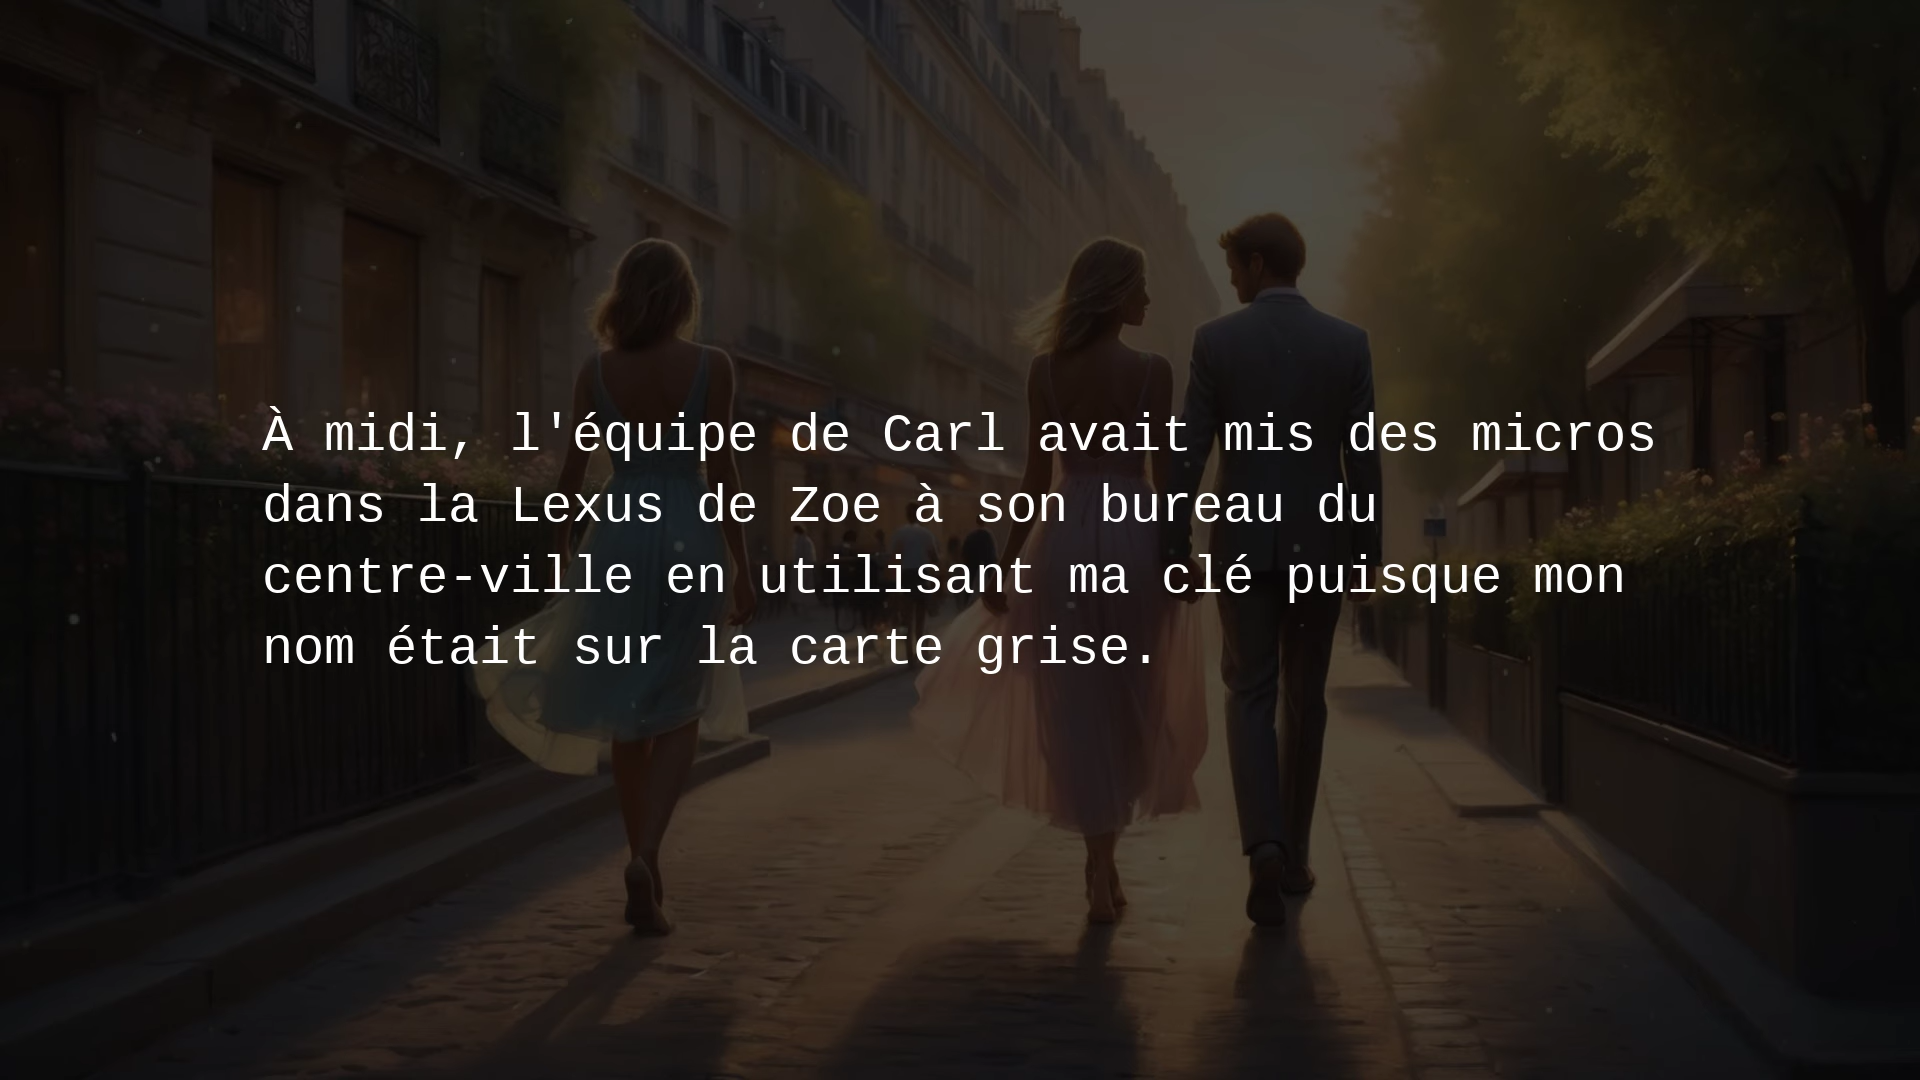 À midi, l'équipe de Carl avait mis des micros
dans la Lexus de Zoe à son bureau du
centre-ville en utilisant ma clé puisque mon
nom était sur la carte grise.